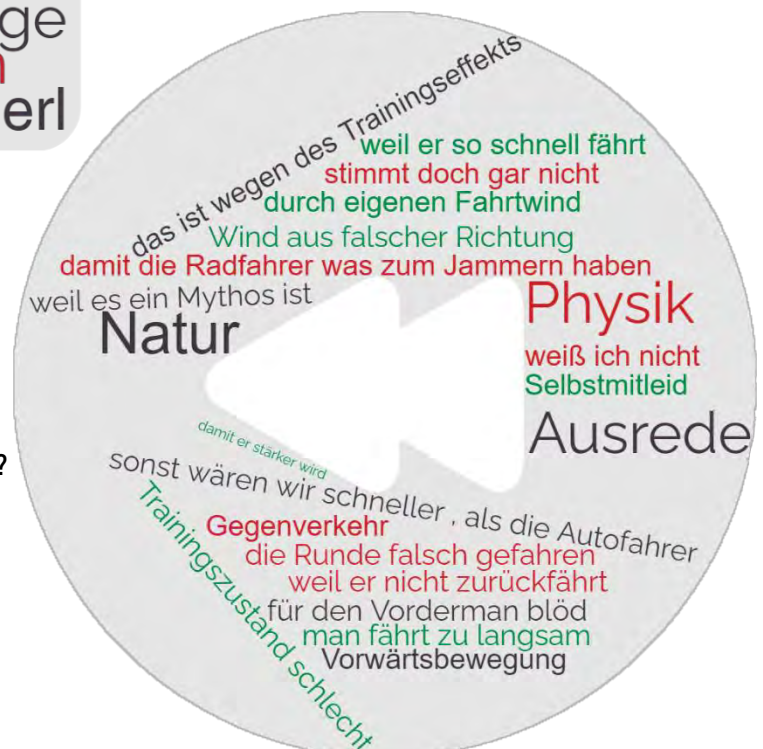 ge
n
erl
das ist wegen des Trainingseffekts
weil er so schnell fährt
stimmt doch gar nicht
durch eigenen Fahrtwind
Wind aus falscher Richtung
damit die Radfahrer was zum Jammern haben
weil es ein Mythos ist
Physik
Natur
weiß ich nicht
Selbstmitleid
Ausrede
damit er stärker wird
?
sonst wären wir schneller , als die Autofahrer
Trainingszustand schlecht
Gegenverkehr
die Runde falsch gefahren
weil er nicht zurückfährt
für den Vorderman blöd
man fährt zu langsam
Vorwärtsbewegung